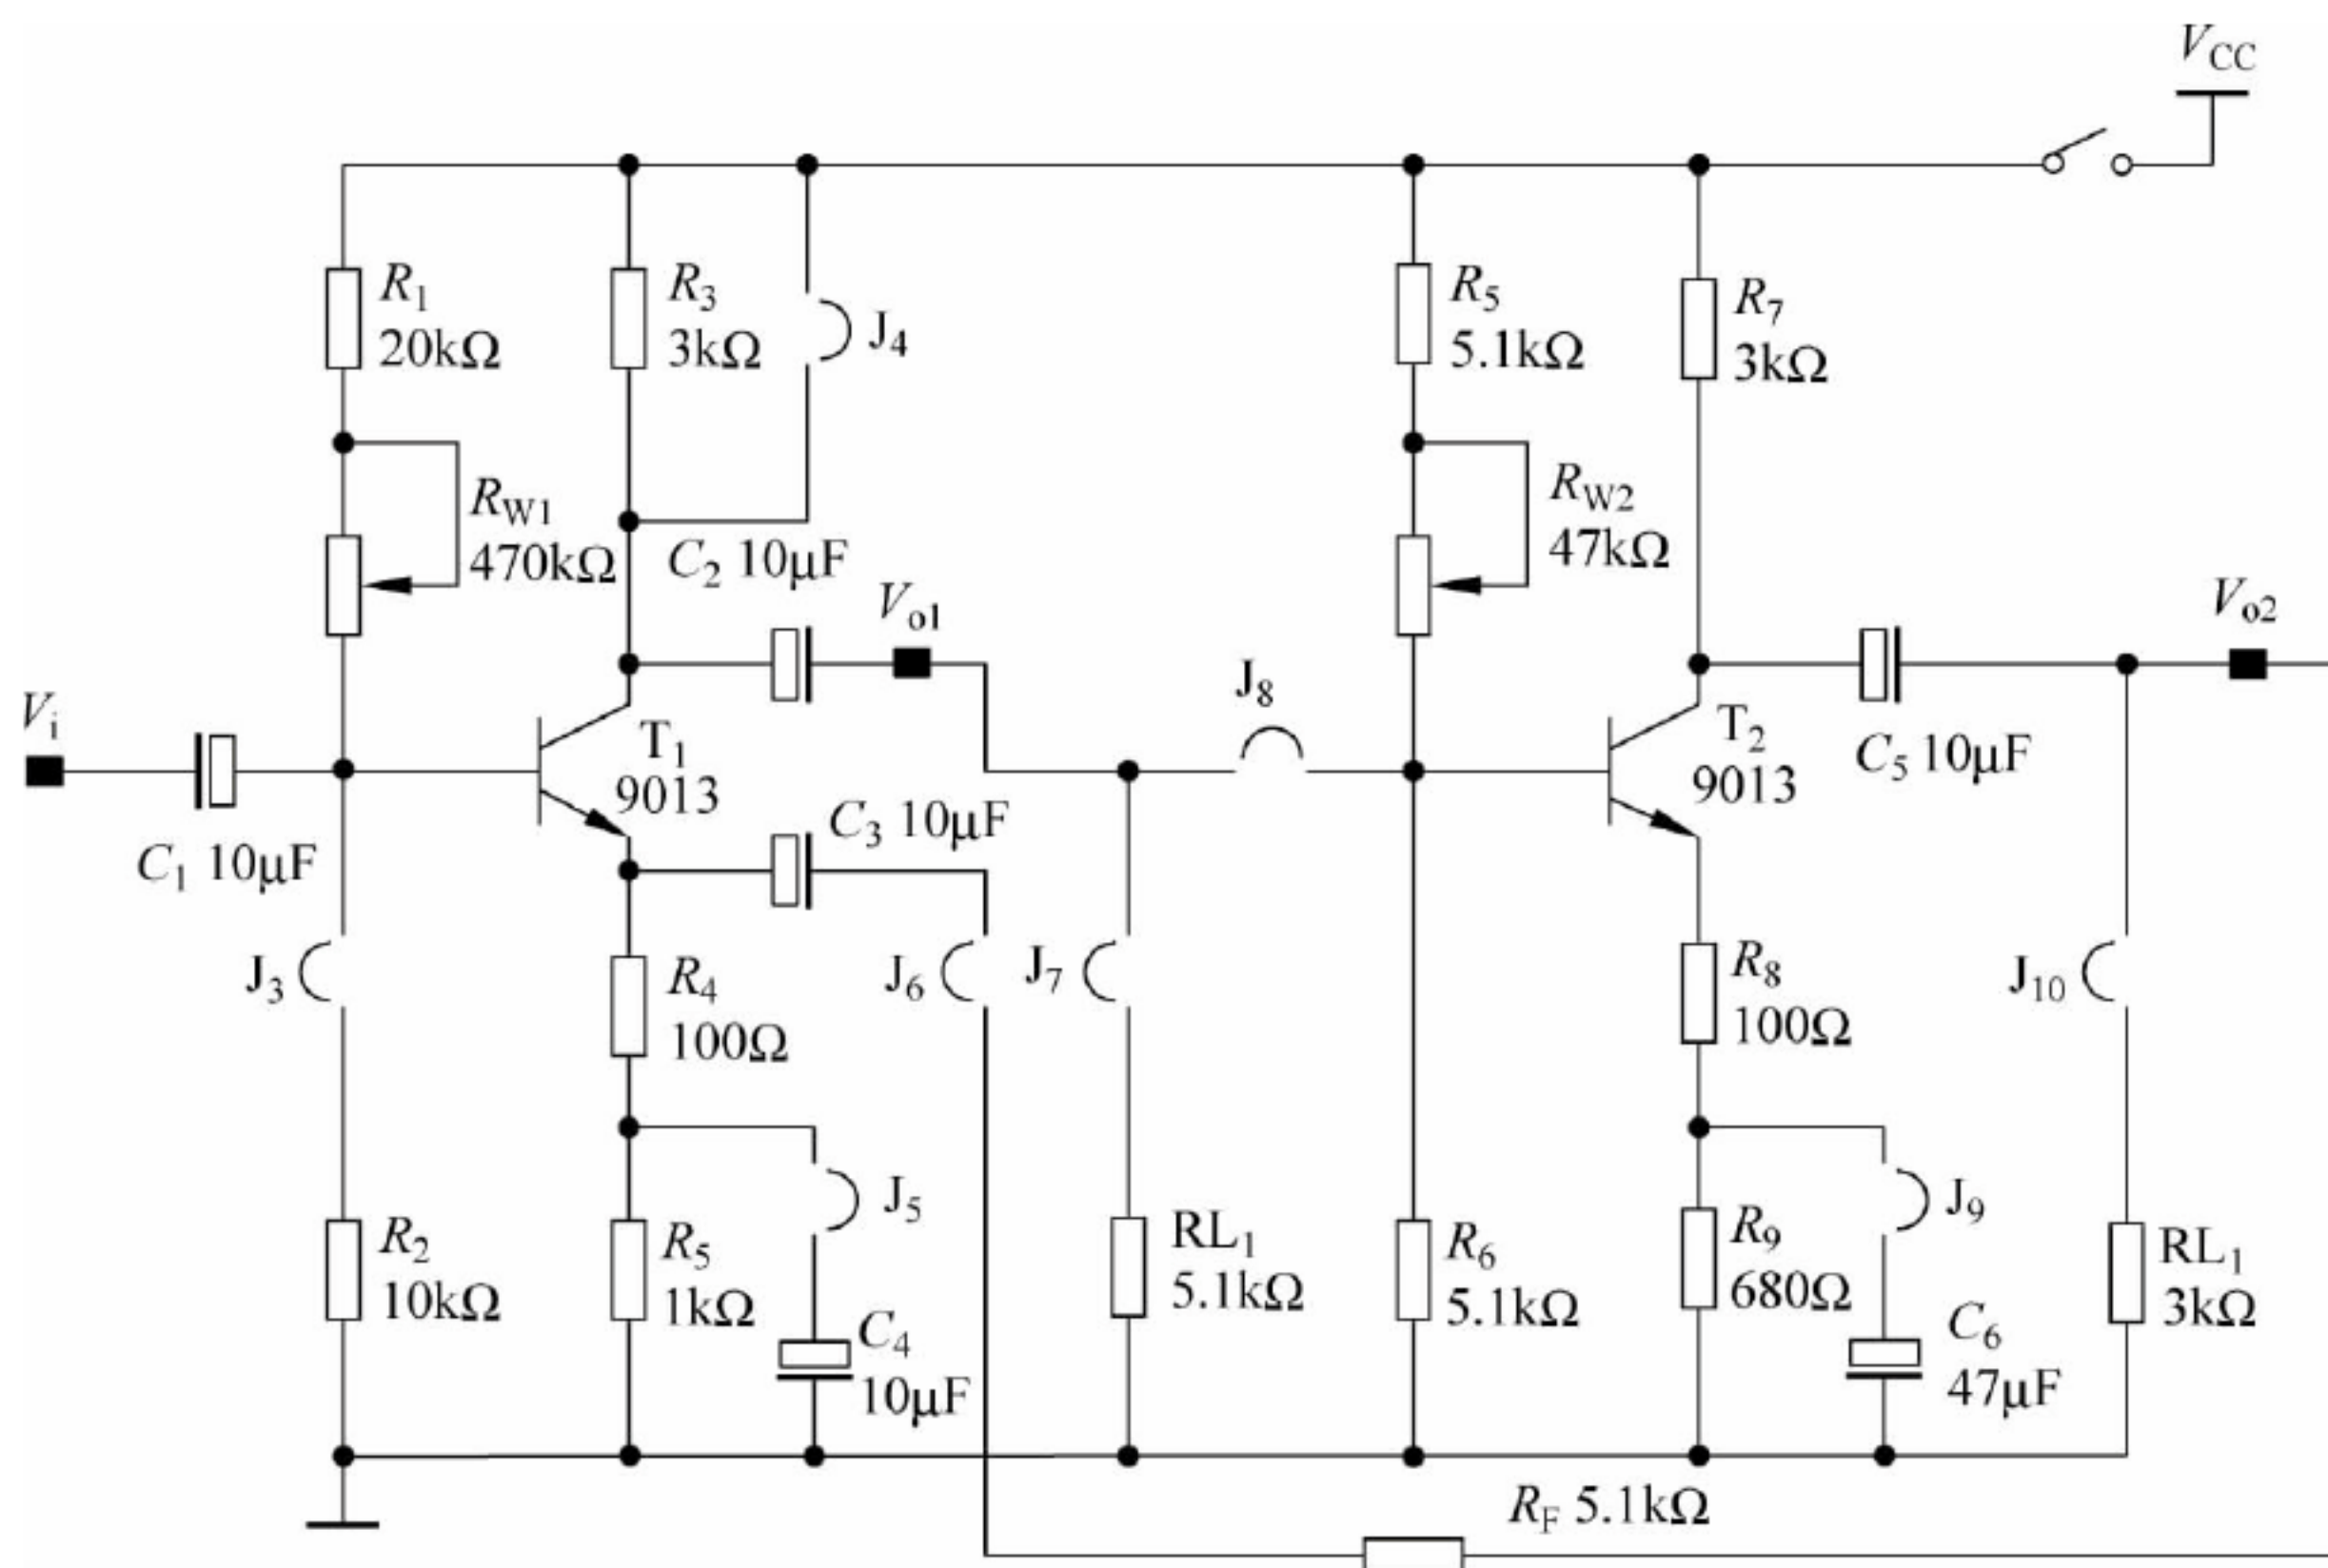 V_CC
R_1
20kΩ
R_3
3kΩ
J_4
R_5
5.1kΩ
R_7
3kΩ
R_W1
470kΩ
R_W2
47kΩ
C_2 10μF
V_o1
V_o2
V_i
J_8
T_1
9013
T_2
9013
C_5 10μF
C_1 10μF
C_3 10μF
J_3
R_4
100Ω
J_6
J_7
R_8
100Ω
J_10
J_5
J_9
R_2
10kΩ
R_5
1kΩ
RL_1
5.1kΩ
R_6
5.1kΩ
R_9
680Ω
RL_1
3kΩ
C_4
10μF
C_6
47μF
R_F 5.1kΩ